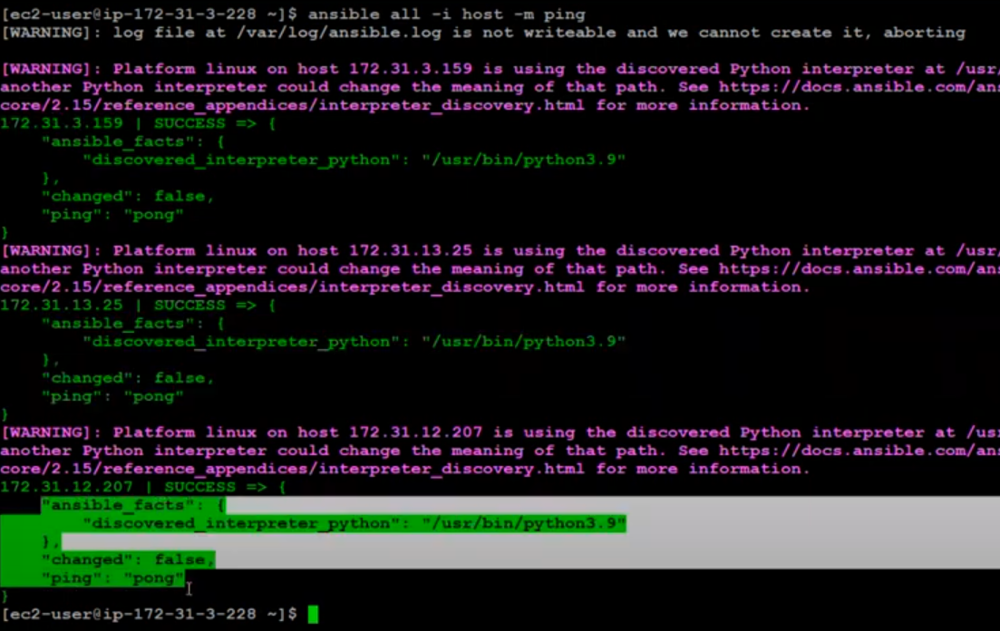 [ec2-user@ip-172-31-3-228 ~]$ ansible all -i host -m ping
[WARNING]: log file at /var/log/ansible.log is not writeable and we cannot create it, aborting
[WARNING]: Platform linux on host 172.31.3.159 is using the discovered Python interpreter at /usr/
another Python interpreter could change the meaning of that path. See https://docs.ansible.com/ans
core/2.15/reference_appendices/interpreter_discovery.html for more information.
172.31.3.159 | SUCCESS => {
    "ansible_facts": {
        "discovered_interpreter_python": "/usr/bin/python3.9"
    },
    "changed": false,
    "ping": "pong"
}
[WARNING]: Platform linux on host 172.31.13.25 is using the discovered Python interpreter at /usr/
another Python interpreter could change the meaning of that path. See https://docs.ansible.com/ans
core/2.15/reference_appendices/interpreter_discovery.html for more information.
172.31.13.25 | SUCCESS => {
    "ansible_facts": {
        "discovered_interpreter_python": "/usr/bin/python3.9"
    },
    "changed": false,
    "ping": "pong"
}
[WARNING]: Platform linux on host 172.31.12.207 is using the discovered Python interpreter at /usr
another Python interpreter could change the meaning of that path. See https://docs.ansible.com/ans
core/2.15/reference_appendices/interpreter_discovery.html for more information.
172.31.12.207 | SUCCESS => {
    "ansible_facts": {
        "discovered_interpreter_python": "/usr/bin/python3.9"
    },
    "changed": false,
    "ping": "pong"
}
[ec2-user@ip-172-31-3-228 ~]$